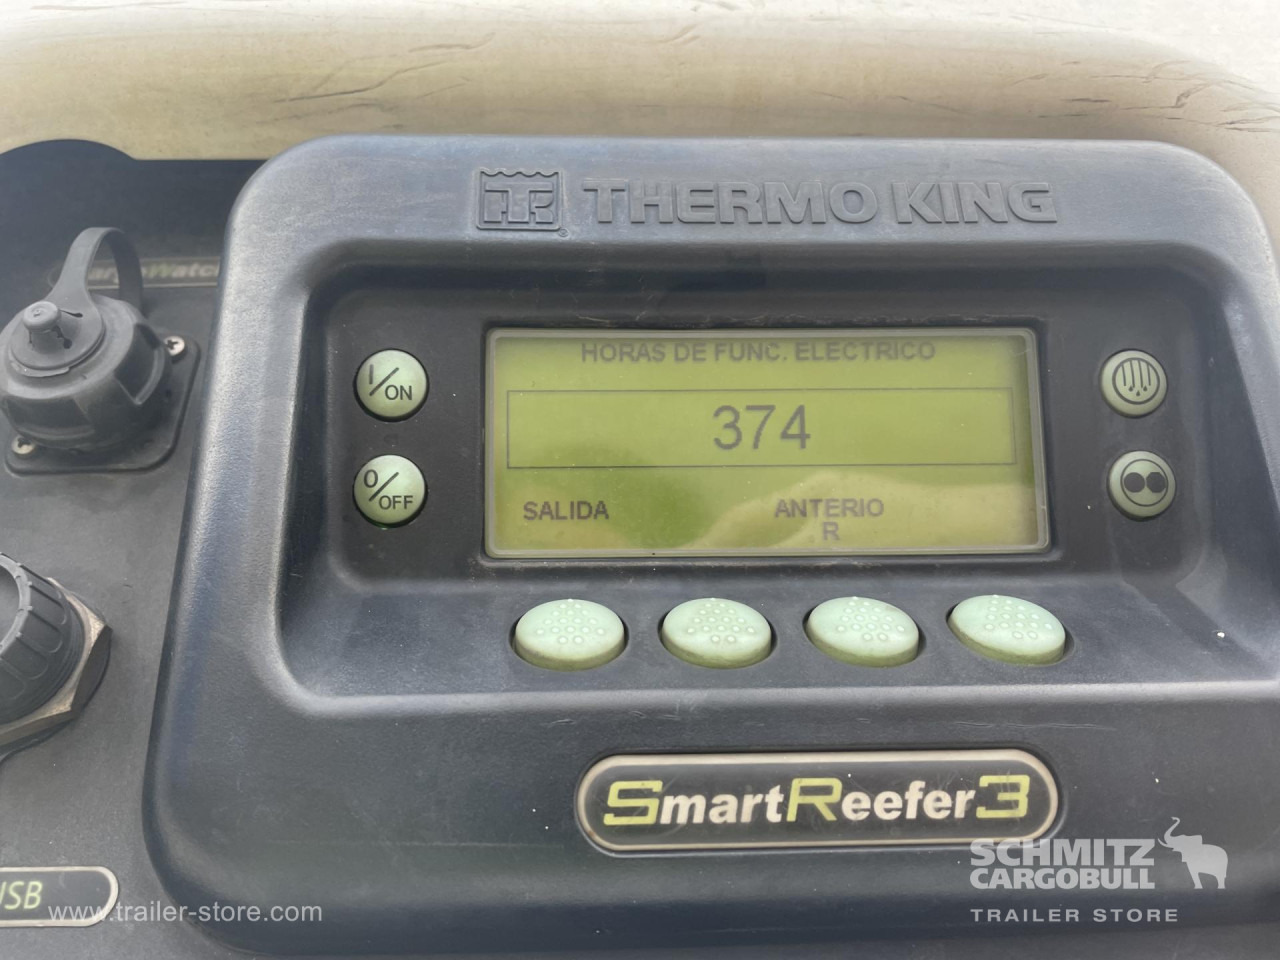 THERMO KING
CargoWatch
I/ON
O/OFF
HORAS DE FUNC. ELECTRICO
374
SALIDA
ANTERIO
R
SmartReefer3
USB
www.trailer-store.com
SCHMITZ
CARGOBULL
TRAILER STORE